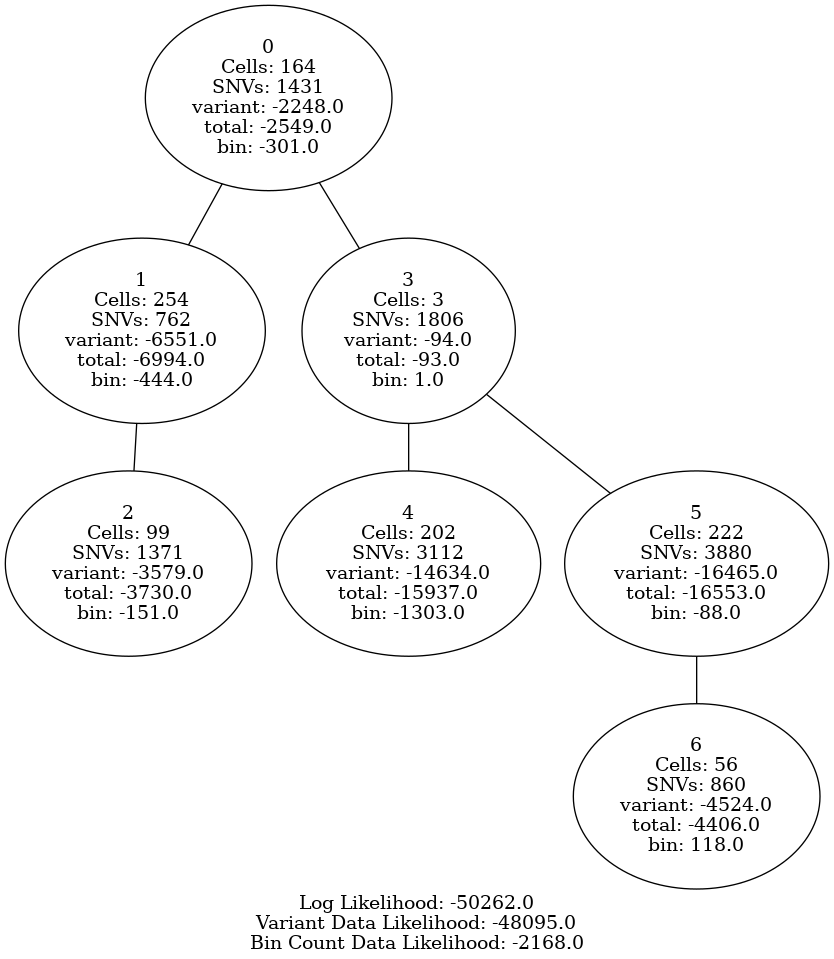 0
Cells: 164
SNVs: 1431
variant: -2248.0
total: -2549.0
bin: -301.0
1
Cells: 254
SNVs: 762
variant: -6551.0
total: -6994.0
bin: -444.0
3
Cells: 3
SNVs: 1806
variant: -94.0
total: -93.0
bin: 1.0
2
Cells: 99
SNVs: 1371
variant: -3579.0
total: -3730.0
bin: -151.0
4
Cells: 202
SNVs: 3112
variant: -14634.0
total: -15937.0
bin: -1303.0
5
Cells: 222
SNVs: 3880
variant: -16465.0
total: -16553.0
bin: -88.0
6
Cells: 56
SNVs: 860
variant: -4524.0
total: -4406.0
bin: 118.0
Log Likelihood: -50262.0
Variant Data Likelihood: -48095.0
Bin Count Data Likelihood: -2168.0